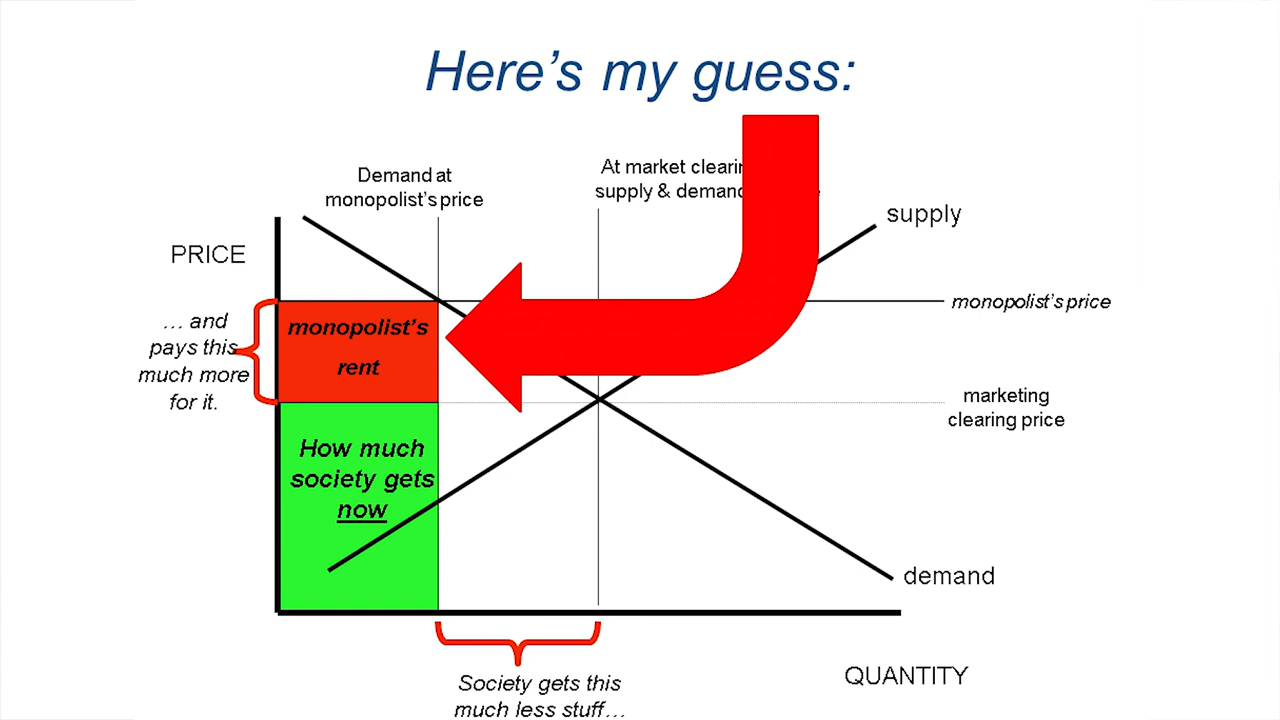 Here's my guess:
Demand at
monopolist's price
At market clearin
supply & demand
supply
PRICE
monopolist's price
… and
pays this
much more
for it.
monopolist's
rent
marketing
clearing price
How much
society gets
now
demand
QUANTITY
Society gets this
much less stuff…